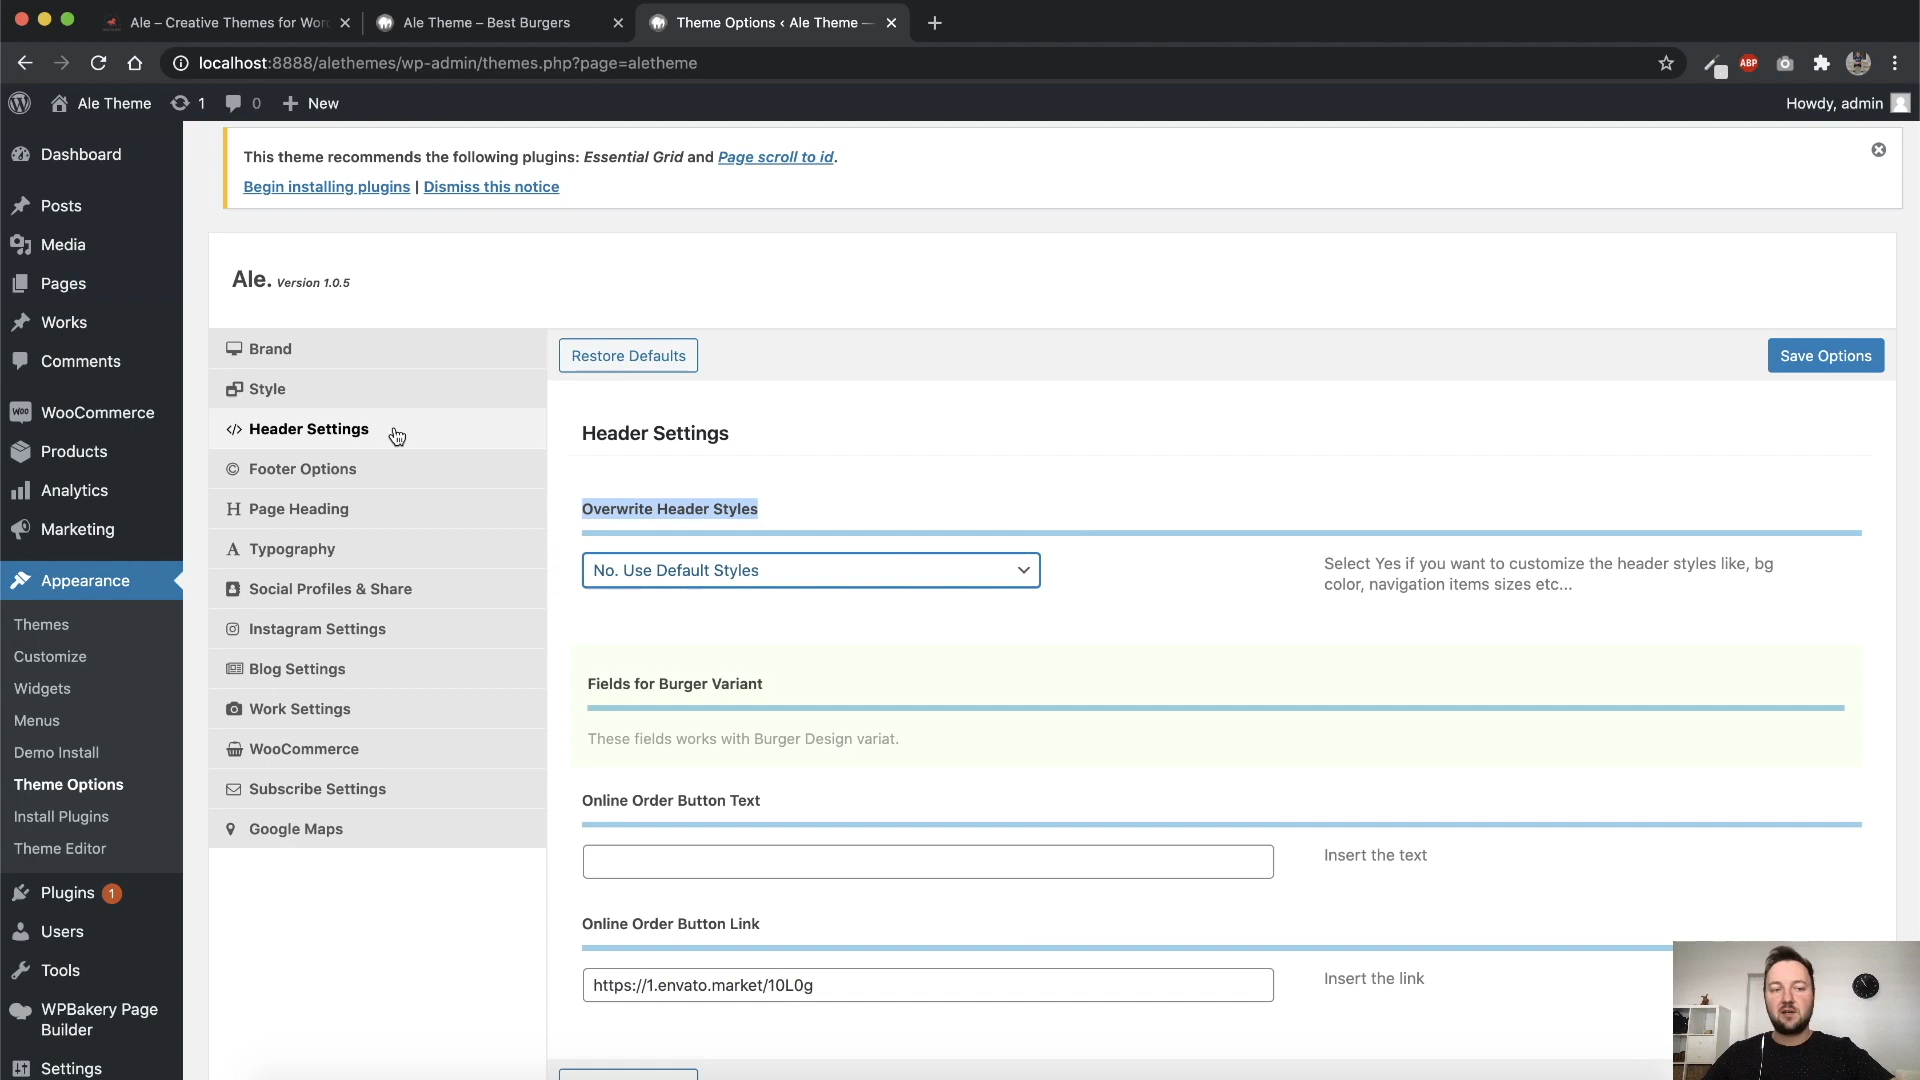 Ale – Creative Themes for Wor
Ale Theme – Best Burgers
Theme Options ‹ Ale Theme —
localhost:8888/alethemes/wp-admin/themes.php?page=aletheme
ABP
Ale Theme
1
0
New
Howdy, admin
Dashboard
Posts
Media
Pages
Works
Comments
WooCommerce
Products
Analytics
Marketing
Appearance
Themes
Customize
Widgets
Menus
Demo Install
Theme Options
Install Plugins
Theme Editor
Plugins 1
Users
Tools
WPBakery Page
Builder
Settings
This theme recommends the following plugins: Essential Grid and Page scroll to id.
Begin installing plugins | Dismiss this notice
Ale. Version 1.0.5
Brand
Style
Header Settings
Footer Options
Page Heading
Typography
Social Profiles & Share
Instagram Settings
Blog Settings
Work Settings
WooCommerce
Subscribe Settings
Google Maps
Restore Defaults
Save Options
Header Settings
Overwrite Header Styles
No. Use Default Styles
Select Yes if you want to customize the header styles like, bg
color, navigation items sizes etc...
Fields for Burger Variant
These fields works with Burger Design variat.
Online Order Button Text
Insert the text
Online Order Button Link
https://1.envato.market/10L0g
Insert the link